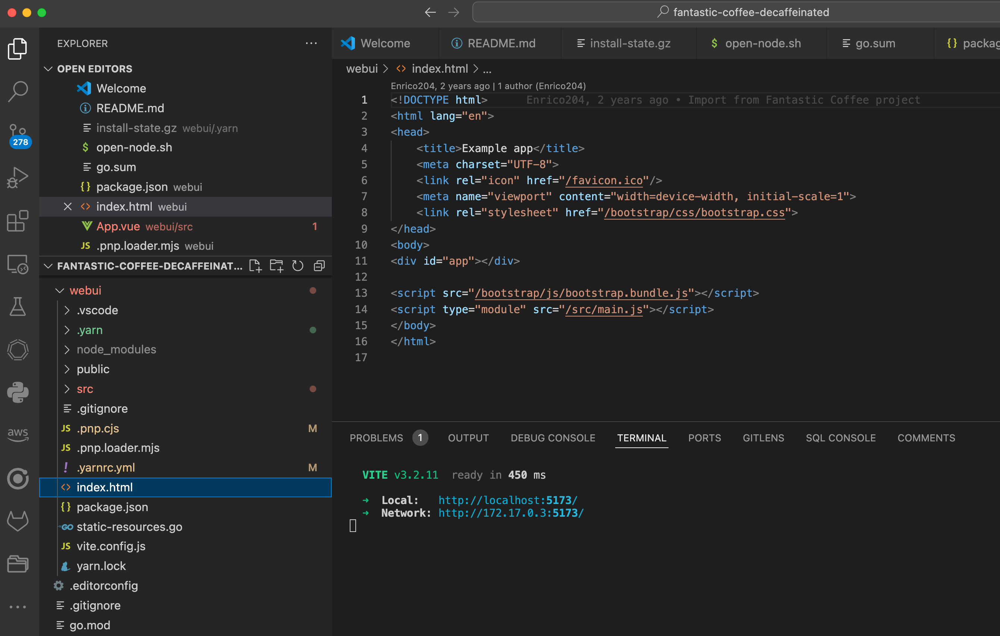 fantastic-coffee-decaffeinated
EXPLORER
OPEN EDITORS
Welcome
README.md
install-state.gz webui/.yarn
open-node.sh
go.sum
package.json webui
index.html webui
App.vue webui/src 1
.pnp.loader.mjs webui
FANTASTIC-COFFEE-DECAFFEINAT...
webui
.vscode
.yarn
node_modules
public
src
.gitignore
.pnp.cjs M
.pnp.loader.mjs
.yarnrc.yml M
index.html
package.json
static-resources.go
vite.config.js
yarn.lock
.editorconfig
.gitignore
go.mod
278
aws
Welcome README.md install-state.gz open-node.sh go.sum packag
webui > index.html > ...
Enrico204, 2 years ago | 1 author (Enrico204)
1 <!DOCTYPE html> Enrico204, 2 years ago • Import from Fantastic Coffee project
2 <html lang="en">
3 <head>
4 <title>Example app</title>
5 <meta charset="UTF-8">
6 <link rel="icon" href="/favicon.ico"/>
7 <meta name="viewport" content="width=device-width, initial-scale=1">
8 <link rel="stylesheet" href="/bootstrap/css/bootstrap.css">
9 </head>
10 <body>
11 <div id="app"></div>
12
13 <script src="/bootstrap/js/bootstrap.bundle.js"></script>
14 <script type="module" src="/src/main.js"></script>
15 </body>
16 </html>
17
PROBLEMS 1 OUTPUT DEBUG CONSOLE TERMINAL PORTS GITLENS SQL CONSOLE COMMENTS
VITE v3.2.11 ready in 450 ms
➜ Local: http://localhost:5173/
➜ Network: http://172.17.0.3:5173/